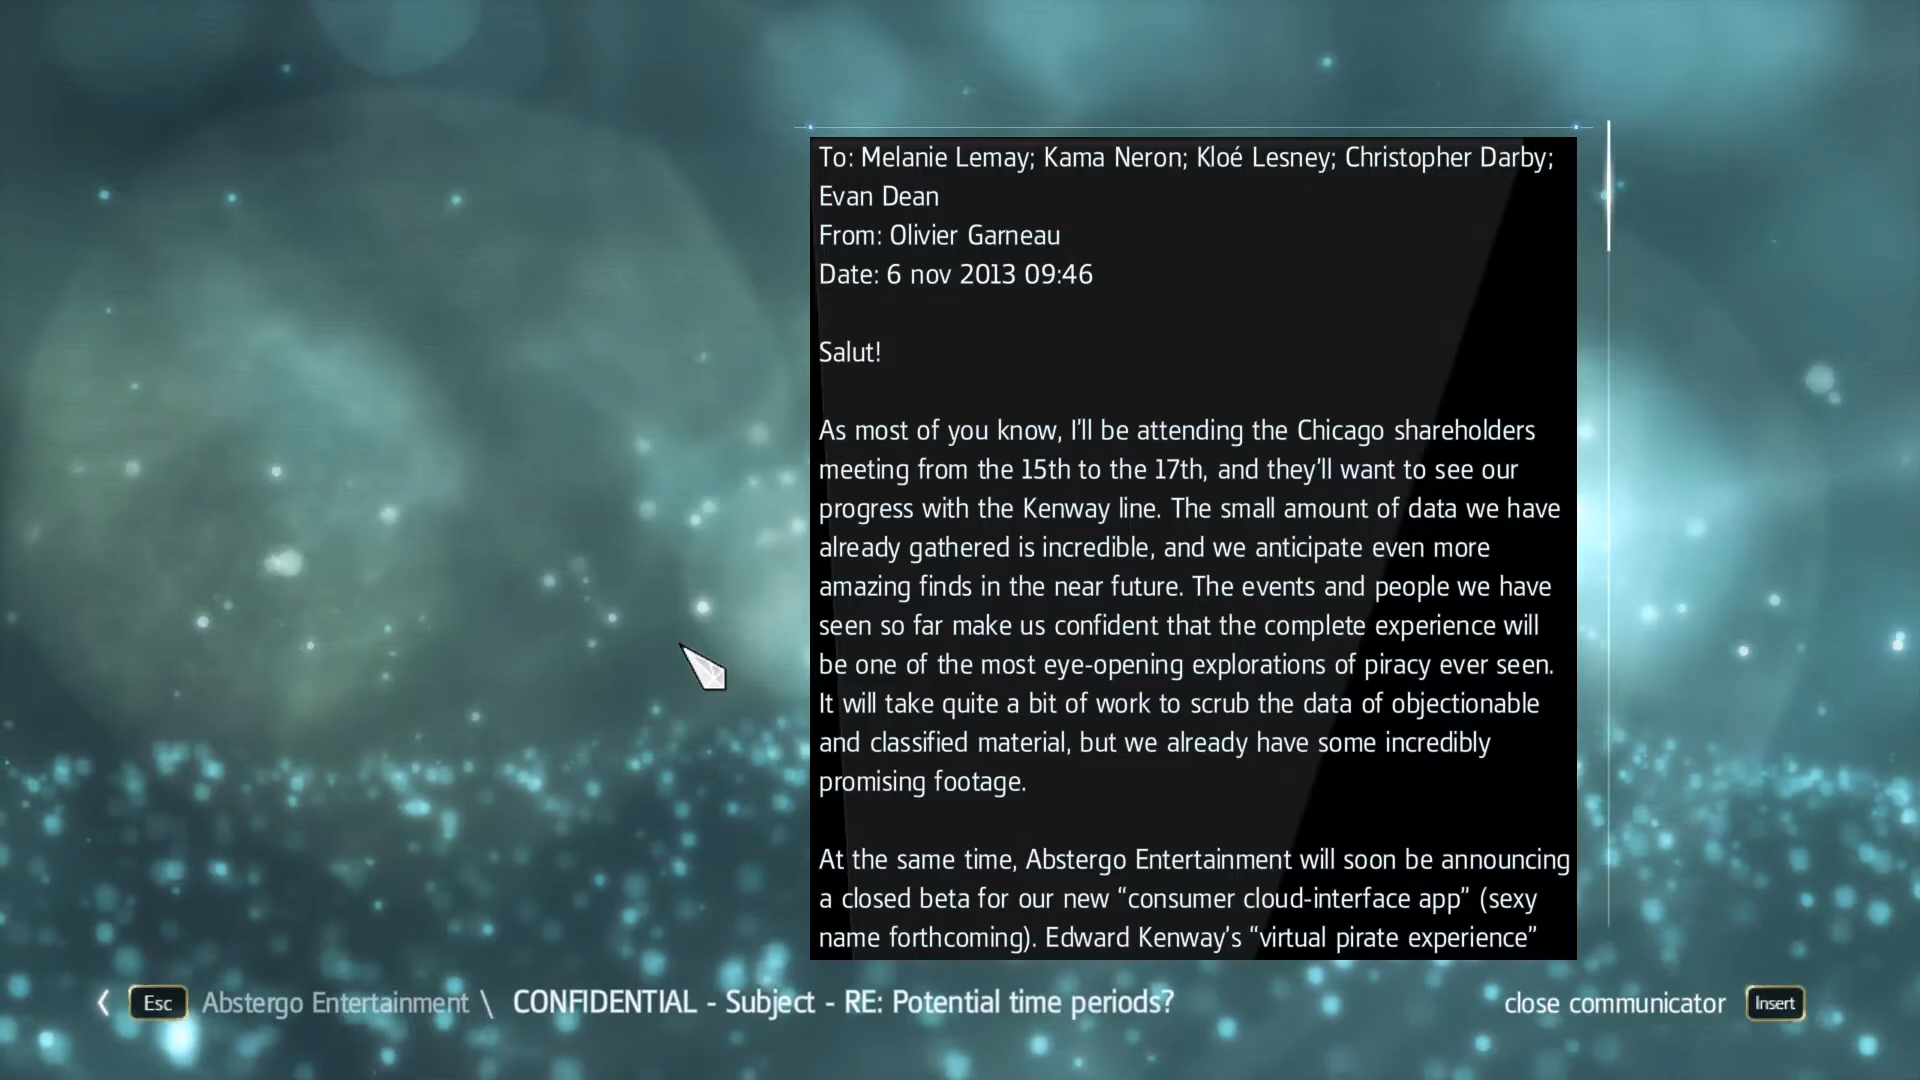 To: Melanie Lemay; Kama Neron; Kloé Lesney; Christopher Darby;
Evan Dean
From: Olivier Garneau
Date: 6 nov 2013 09:46
Salut!
As most of you know, I'll be attending the Chicago shareholders
meeting from the 15th to the 17th, and they'll want to see our
progress with the Kenway line. The small amount of data we have
already gathered is incredible, and we anticipate even more
amazing finds in the near future. The events and people we have
seen so far make us confident that the complete experience will
be one of the most eye-opening explorations of piracy ever seen.
It will take quite a bit of work to scrub the data of objectionable
and classified material, but we already have some incredibly
promising footage.
At the same time, Abstergo Entertainment will soon be announcing
a closed beta for our new “consumer cloud-interface app” (sexy
name forthcoming). Edward Kenway's “virtual pirate experience”
Esc Abstergo Entertainment \ CONFIDENTIAL - Subject - RE: Potential time periods? close communicator Insert